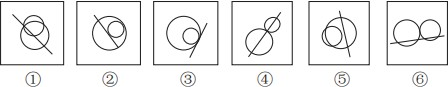 ① ② ③ ④ ⑤ ⑥